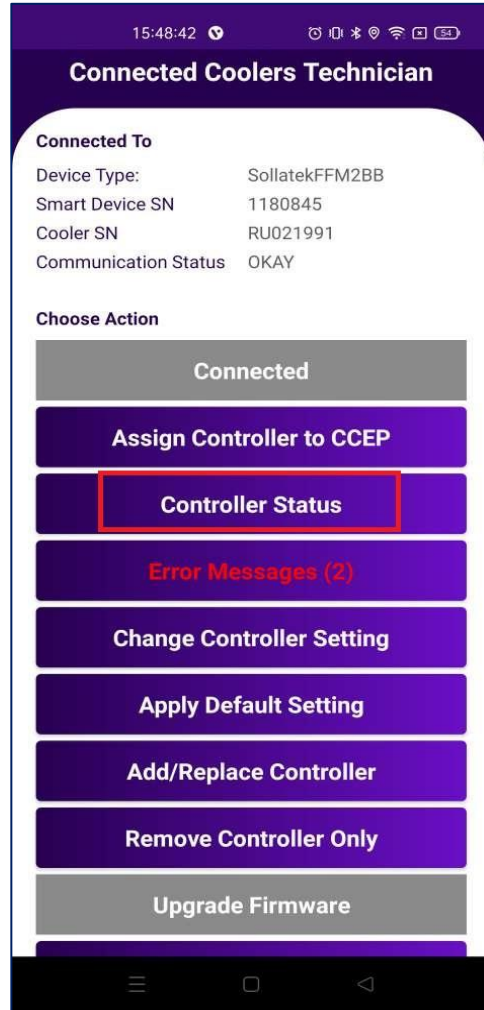 15:48:42 54
Connected Coolers Technician
Connected To
Device Type: SollatekFFM2BB
Smart Device SN 1180845
Cooler SN RU021991
Communication Status OKAY
Choose Action
Connected
Assign Controller to CCEP
Controller Status
Error Messages (2)
Change Controller Setting
Apply Default Setting
Add/Replace Controller
Remove Controller Only
Upgrade Firmware